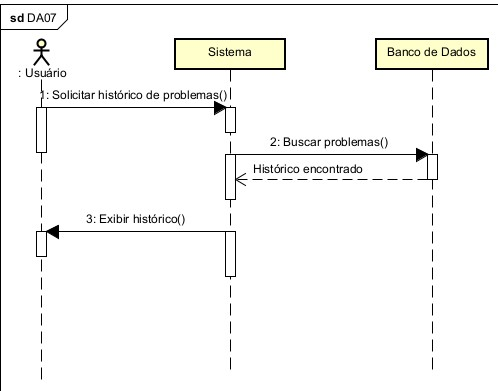 sd DA07
: Usuário
Sistema
Banco de Dados
1: Solicitar histórico de problemas()
2: Buscar problemas()
Histórico encontrado
3: Exibir histórico()